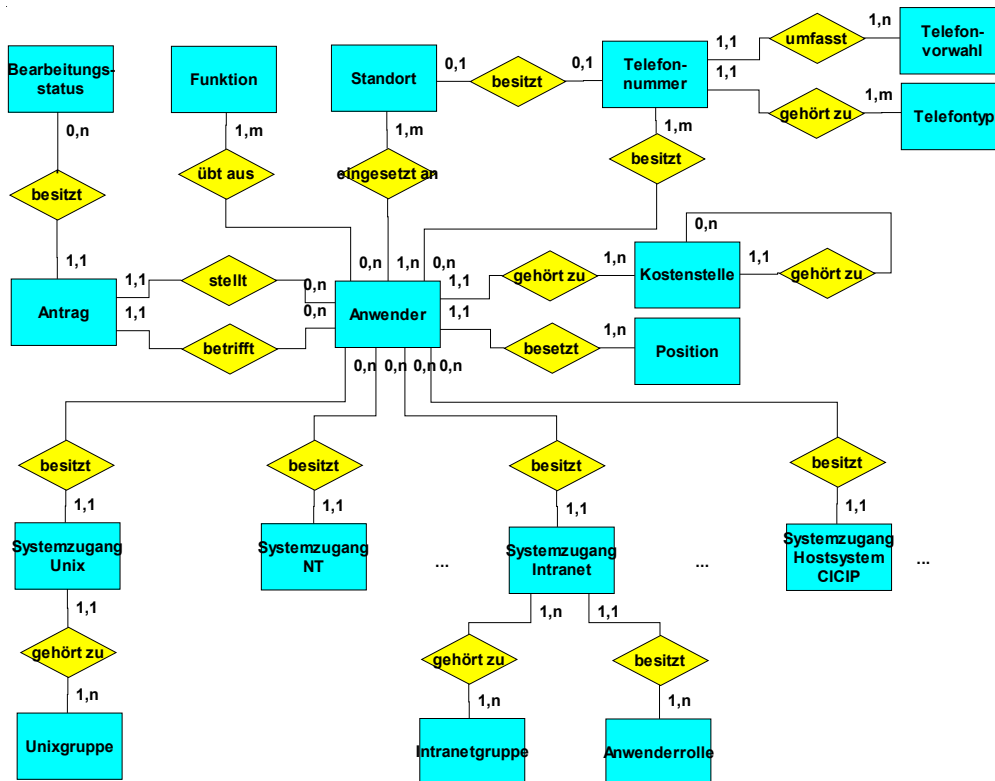 Bearbeitungs-
status
Funktion
Standort
0,1
besitzt
0,1
Telefon-
nummer
1,1
umfasst
1,n
Telefon-
vorwahl
1,1
gehört zu
1,m
Telefontyp
0,n
1,m
1,m
1,m
besitzt
übt aus
eingesetzt an
besitzt
1,1
0,n
1,n
0,n
0,n
Antrag
1,1
stellt
0,n
1,1
betrifft
0,n
Anwender
1,1
gehört zu
1,n
Kostenstelle
1,1
gehört zu
1,1
besetzt
1,n
Position
0,n
0,n
0,n
0,n
besitzt
besitzt
besitzt
besitzt
1,1
1,1
1,1
1,1
Systemzugang
Unix
Systemzugang
NT
...
Systemzugang
Intranet
...
Systemzugang
Hostsystem
CICIP
...
1,1
1,n
1,1
gehört zu
gehört zu
besitzt
1,n
1,n
1,n
Unixgruppe
Intranetgruppe
Anwenderrolle